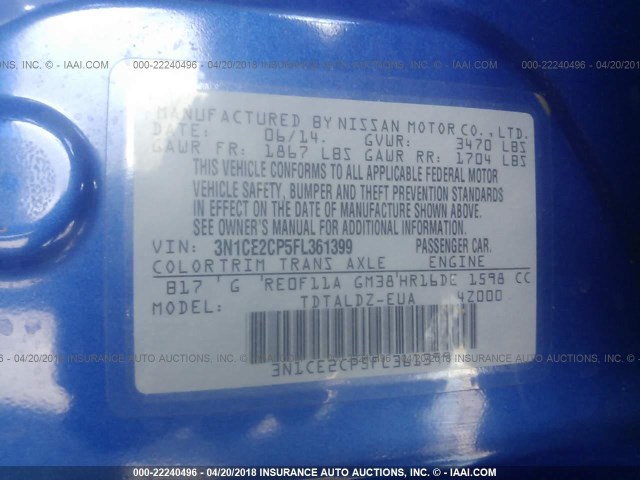 000-22240496 - 04/20/2018 INSURANCE AUTO AUCTIONS, INC. - IAAI.COM
MANUFACTURED BY NISSAN MOTOR CO., LTD.
DATE: 06/14. GVWR: 3470 LBS
GAWR FR: 1867 LBS GAWR RR: 1704 LBS
THIS VEHICLE CONFORMS TO ALL APPLICABLE FEDERAL MOTOR
VEHICLE SAFETY, BUMPER AND THEFT PREVENTION STANDARDS
IN EFFECT ON THE DATE OF MANUFACTURE SHOWN ABOVE.
SEE OWNER'S MANUAL FOR ADDITIONAL INFORMATION.
VIN: 3N1CE2CP5FL361399 PASSENGER CAR.
COLOR TRIM TRANS AXLE ENGINE
B17 G RE0F11A GM38 HR16DE 1598 CC
MODEL: TDTALDZ-EUA 4Z000
3N1CE2CP5FL361399
000-22240496 - 04/20/2018 INSURANCE AUTO AUCTIONS, INC. - IAAI.COM